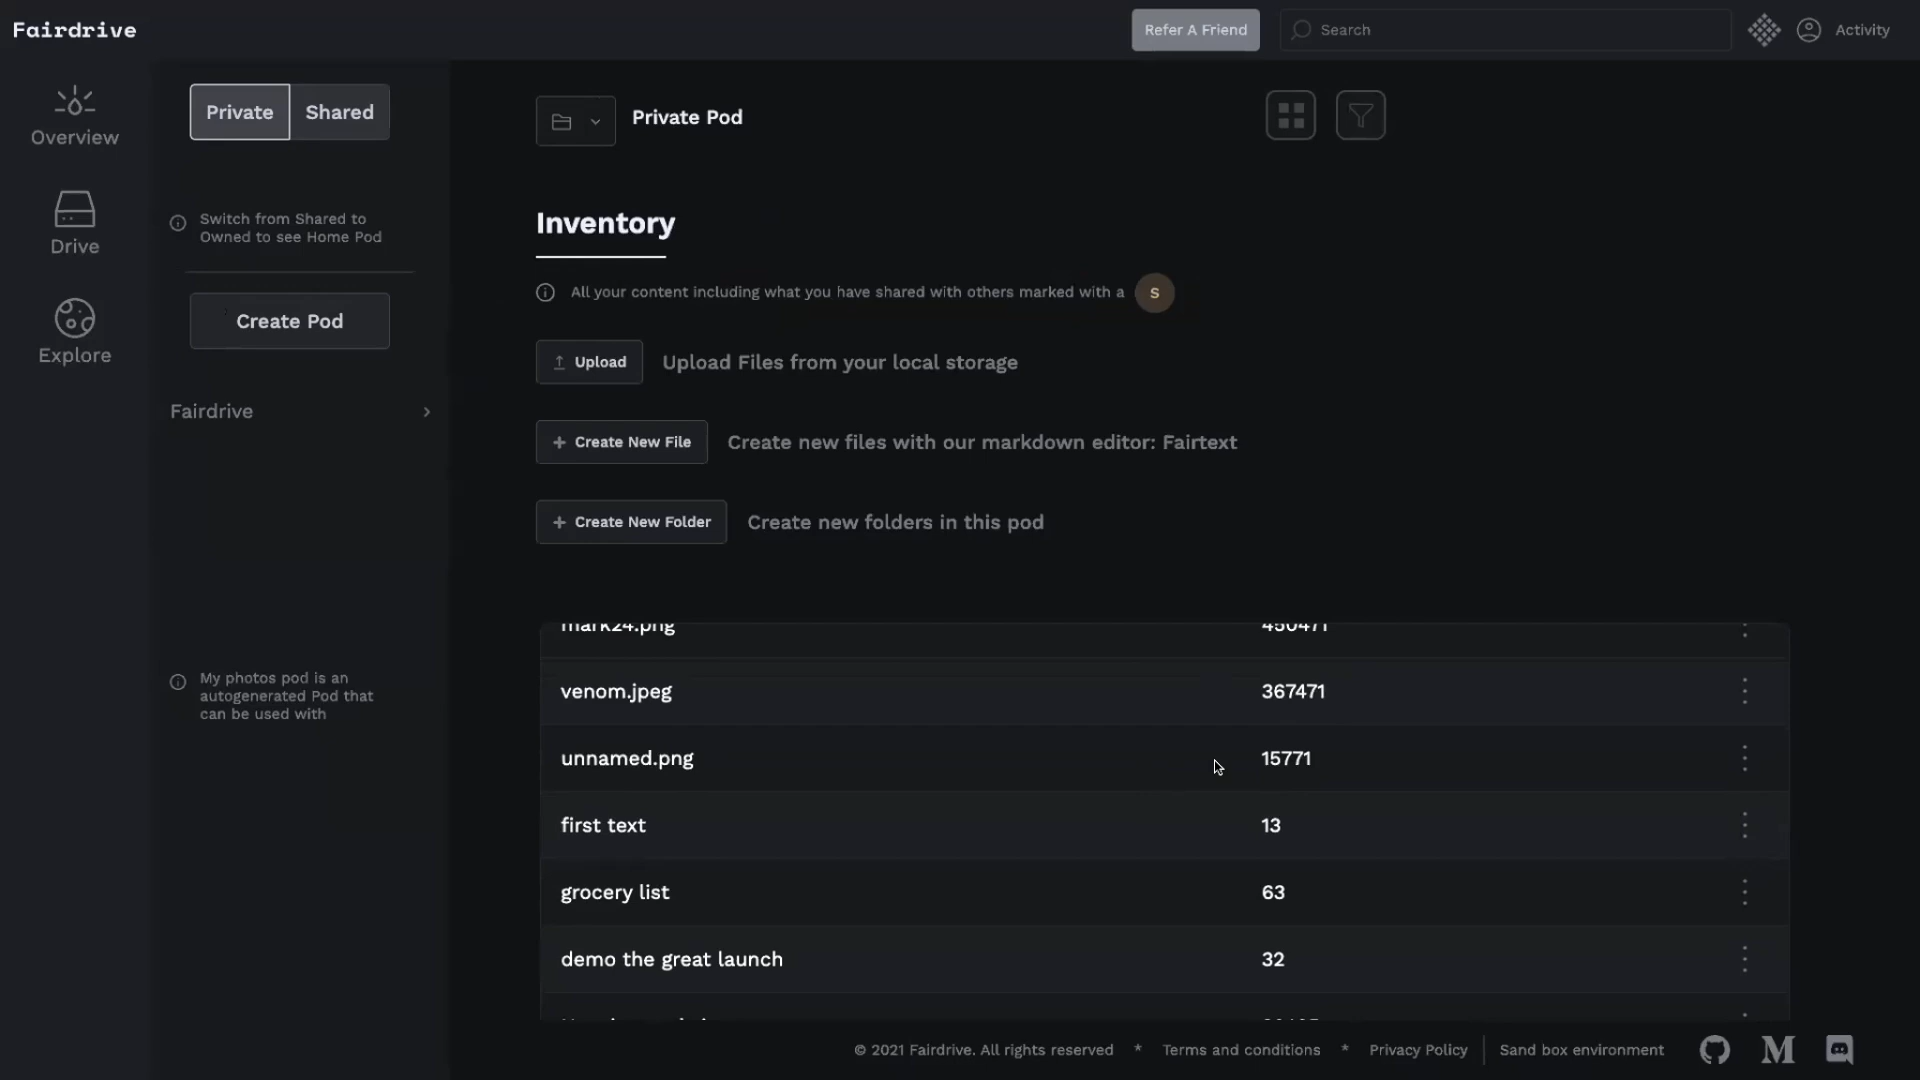 Fairdrive
Refer A Friend
Search
Activity
Overview
Drive
Explore
Private
Shared
Switch from Shared to
Owned to see Home Pod
Create Pod
Fairdrive
My photos pod is an
autogenerated Pod that
can be used with
Private Pod
Inventory
All your content including what you have shared with others marked with a S
Upload Upload Files from your local storage
+ Create New File Create new files with our markdown editor: Fairtext
+ Create New Folder Create new folders in this pod
mark24.png 450471
venom.jpeg 367471
unnamed.png 15771
first text 13
grocery list 63
demo the great launch 32
© 2021 Fairdrive. All rights reserved * Terms and conditions * Privacy Policy Sand box environment